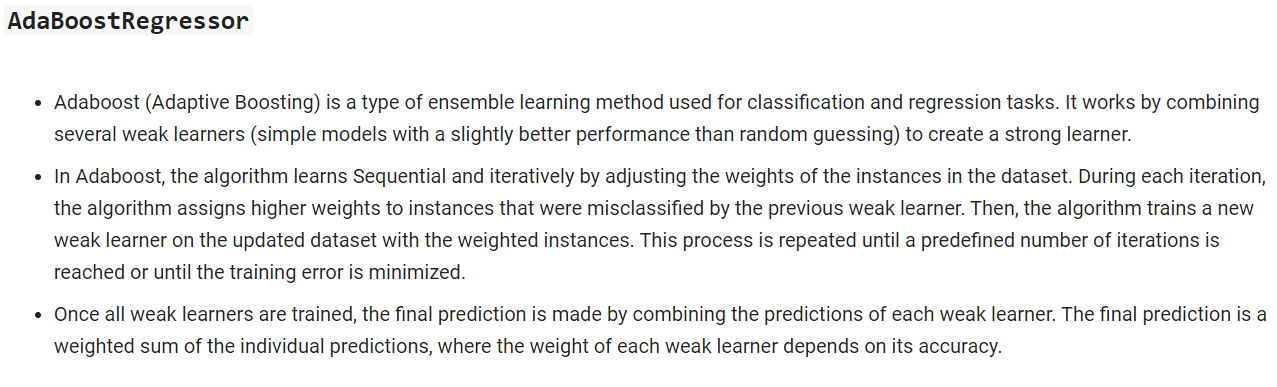 AdaBoostRegressor
• Adaboost (Adaptive Boosting) is a type of ensemble learning method used for classification and regression tasks. It works by combining
several weak learners (simple models with a slightly better performance than random guessing) to create a strong learner.
• In Adaboost, the algorithm learns Sequential and iteratively by adjusting the weights of the instances in the dataset. During each iteration,
the algorithm assigns higher weights to instances that were misclassified by the previous weak learner. Then, the algorithm trains a new
weak learner on the updated dataset with the weighted instances. This process is repeated until a predefined number of iterations is
reached or until the training error is minimized.
• Once all weak learners are trained, the final prediction is made by combining the predictions of each weak learner. The final prediction is a
weighted sum of the individual predictions, where the weight of each weak learner depends on its accuracy.